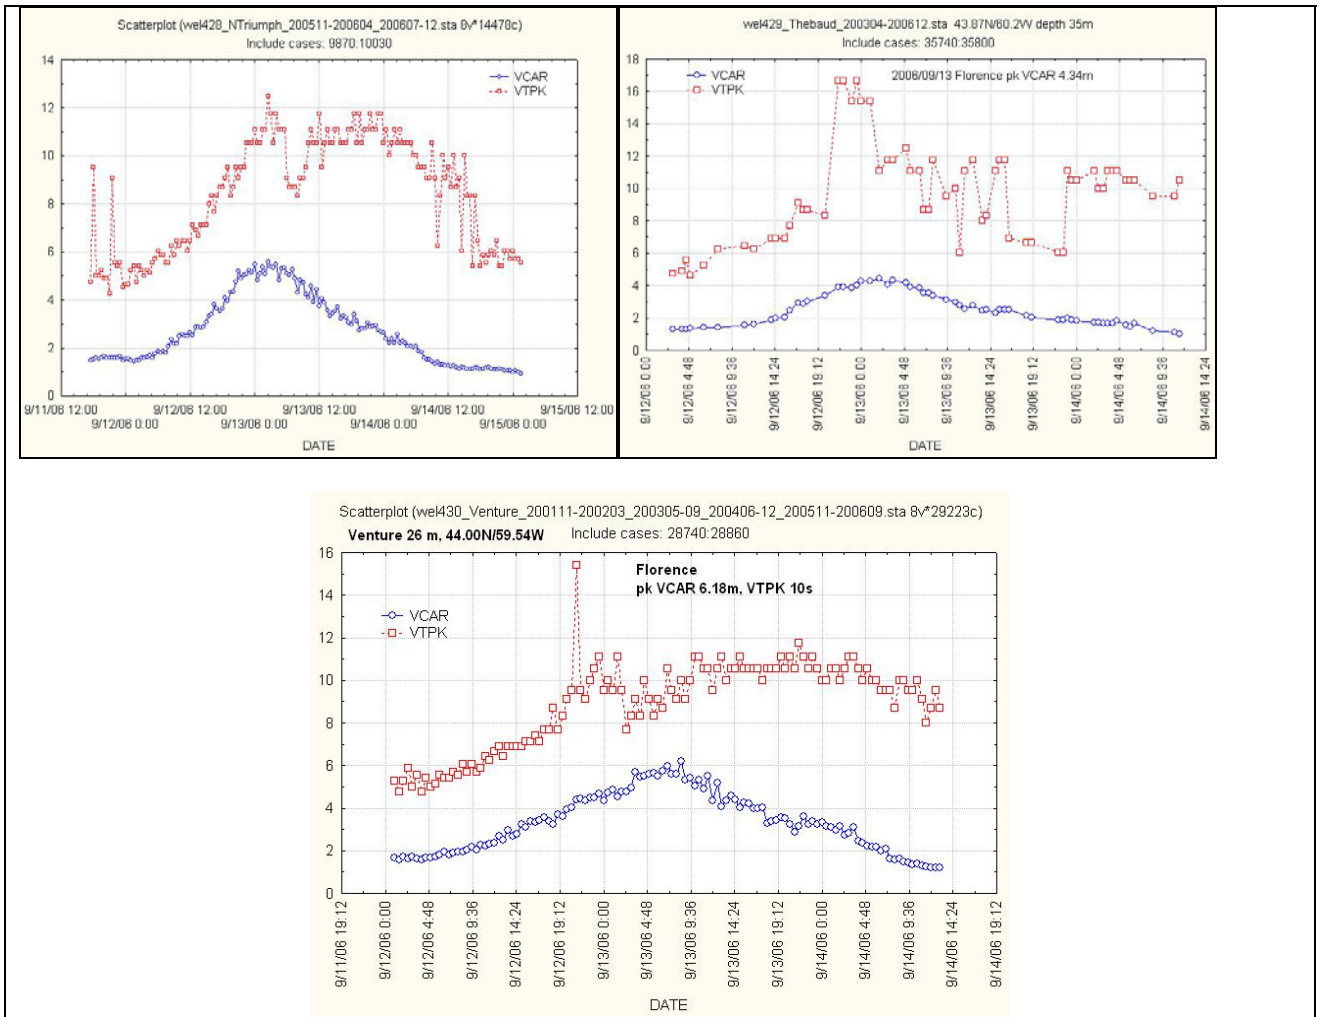 Scatterplot (wel428_NTriumph_200511-200604_200607-12.sta 8v*14478c)
Include cases: 9870:10030
14
12
10
8
6
4
2
0
VCAR
VTPK
9/11/06 12:00 9/12/06 12:00 9/13/06 12:00 9/14/06 12:00 9/15/06 12:00
9/12/06 0:00 9/13/06 0:00 9/14/06 0:00 9/15/06 0:00
DATE
wel429_Thebaud_200304-200612.sta 43.87N/60.2W depth 35m
Include cases: 35740:35800
18
16
14
12
10
8
6
4
2
0
VCAR
VTPK
2006/09/13 Florence pk VCAR 4.34m
9/12/06 0:00
9/12/06 4:48
9/12/06 9:36
9/12/06 14:24
9/12/06 19:12
9/13/06 0:00
9/13/06 4:48
9/13/06 9:36
9/13/06 14:24
9/13/06 19:12
9/14/06 0:00
9/14/06 4:48
9/14/06 9:36
9/14/06 14:24
DATE
Scatterplot (wel430_Venture_200111-200203_200305-09_200406-12_200511-200609.sta 8v*29223c)
Venture 26 m, 44.00N/59.54W Include cases: 28740:28860
16
14
12
10
8
6
4
2
0
Florence
pk VCAR 6.18m, VTPK 10s
VCAR
VTPK
9/11/06 19:12
9/12/06 0:00
9/12/06 4:48
9/12/06 9:36
9/12/06 14:24
9/12/06 19:12
9/13/06 0:00
9/13/06 4:48
9/13/06 9:36
9/13/06 14:24
9/13/06 19:12
9/14/06 0:00
9/14/06 4:48
9/14/06 9:36
9/14/06 14:24
9/14/06 19:12
DATE